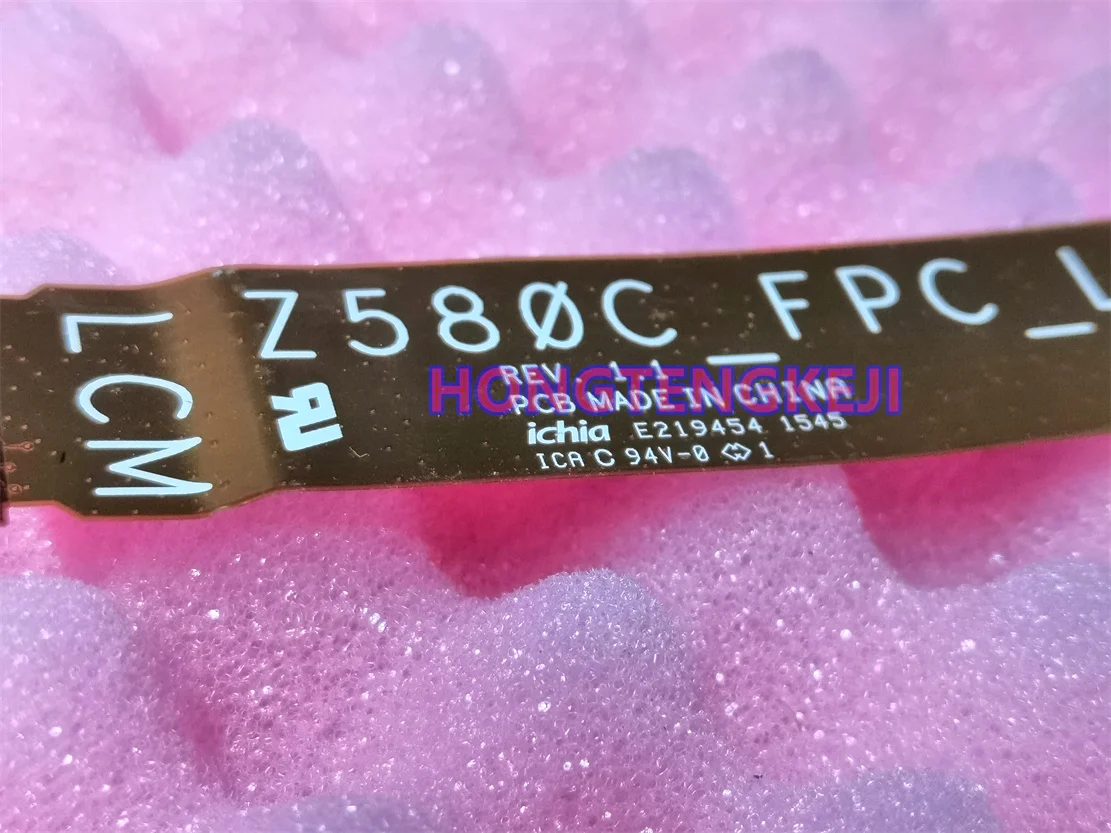 LCM
Z580C_FPC_L
REV. 1.1
PCB MADE IN CHINA
ichia E219454 1545
ICA C 94V-0 <> 1
HONGTENGKEJI